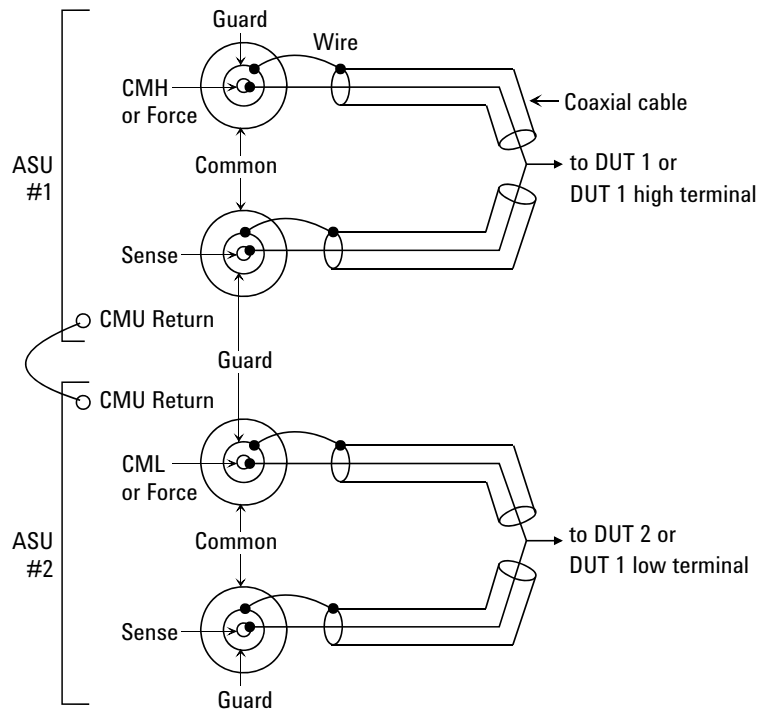 Guard
Wire
CMH
or Force
Coaxial cable
ASU
#1
Common
to DUT 1 or
DUT 1 high terminal
Sense
CMU Return
Guard
CMU Return
CML
or Force
ASU
#2
Common
to DUT 2 or
DUT 1 low terminal
Sense
Guard